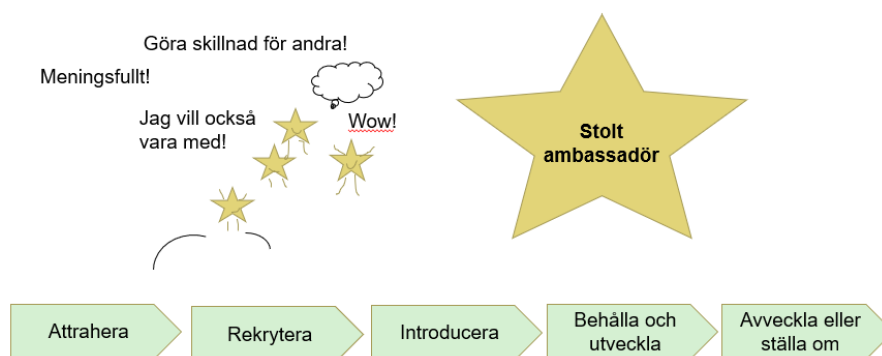 Göra skillnad för andra!
Meningsfullt!
Jag vill också
vara med!
Wow!
Stolt
ambassadör
Attrahera
Rekrytera
Introducera
Behålla och
utveckla
Avveckla eller
ställa om